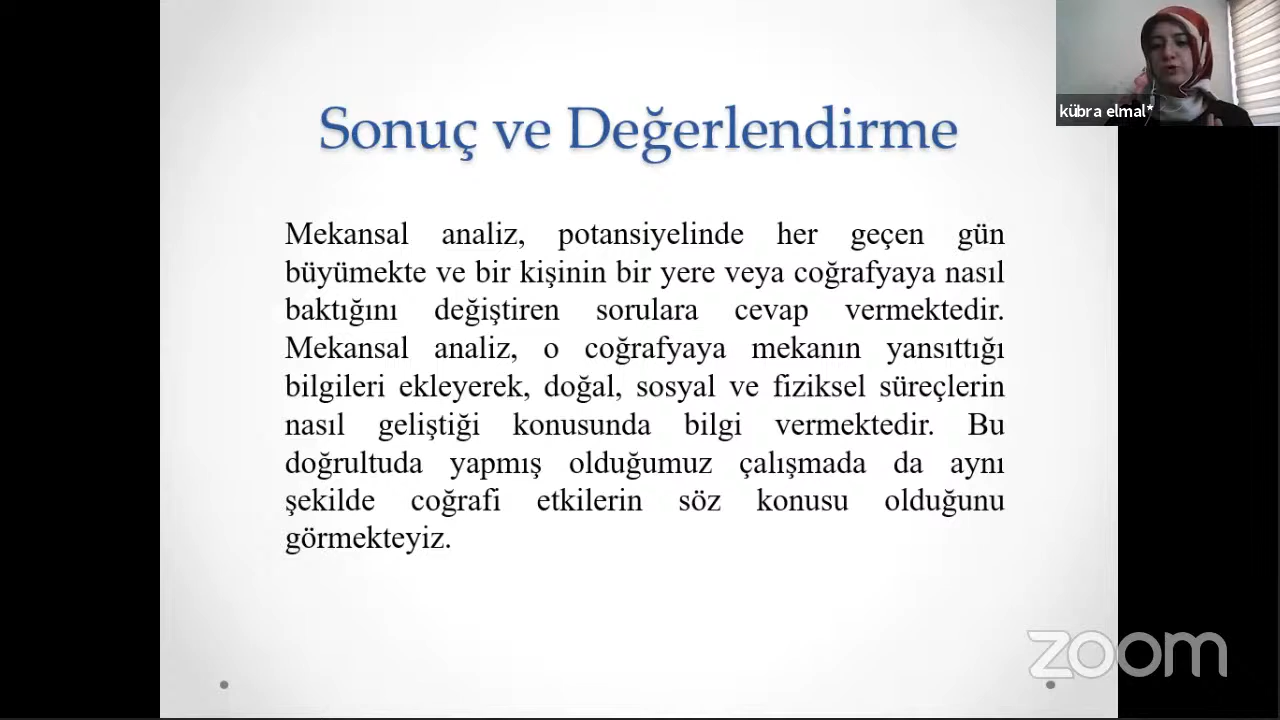 kübra elmal*
Sonuç ve Değerlendirme
Mekansal analiz, potansiyelinde her geçen gün
büyümekte ve bir kişinin bir yere veya coğrafyaya nasıl
baktığını değiştiren sorulara cevap vermektedir.
Mekansal analiz, o coğrafyaya mekanın yansıttığı
bilgileri ekleyerek, doğal, sosyal ve fiziksel süreçlerin
nasıl geliştiği konusunda bilgi vermektedir. Bu
doğrultuda yapmış olduğumuz çalışmada da aynı
şekilde coğrafi etkilerin söz konusu olduğunu
görmekteyiz.
zoom